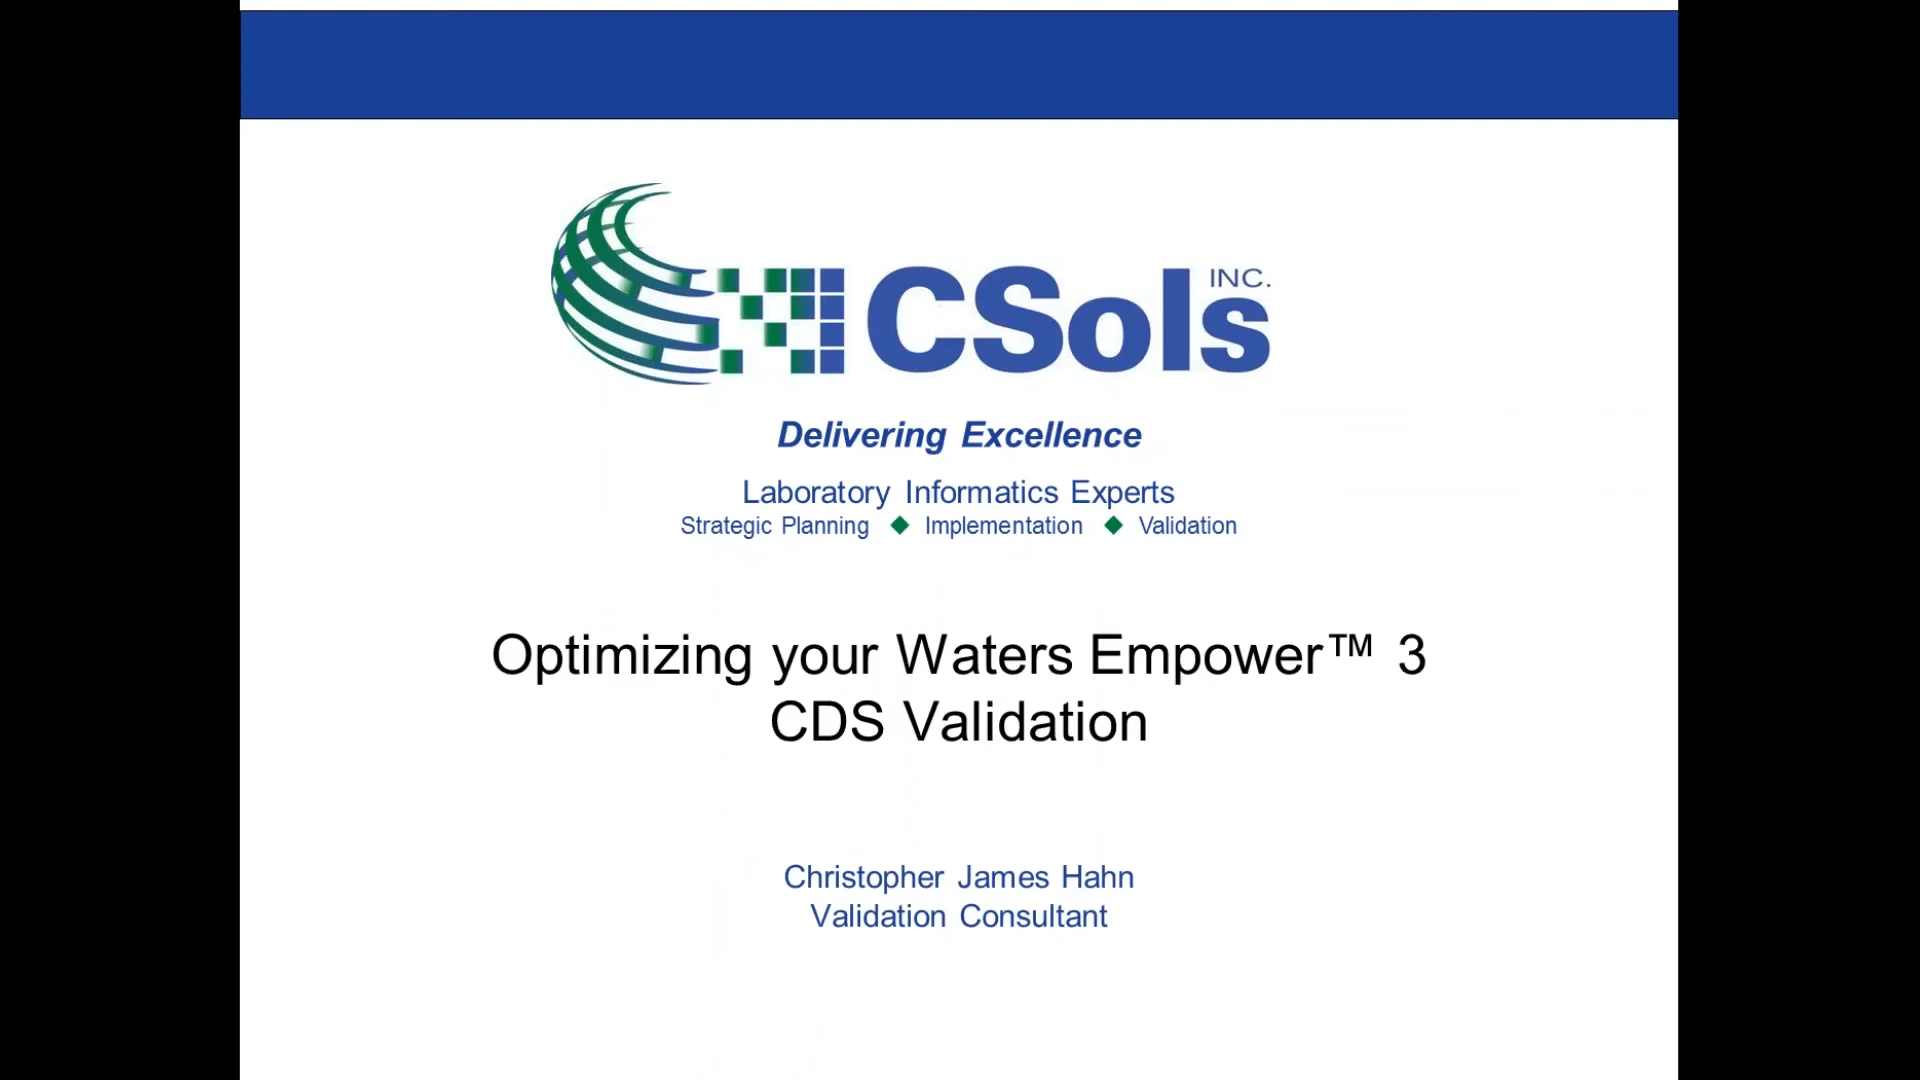 CSols INC.
Delivering Excellence
Laboratory Informatics Experts
Strategic Planning ◆ Implementation ◆ Validation
Optimizing your Waters Empower™ 3
CDS Validation
Christopher James Hahn
Validation Consultant